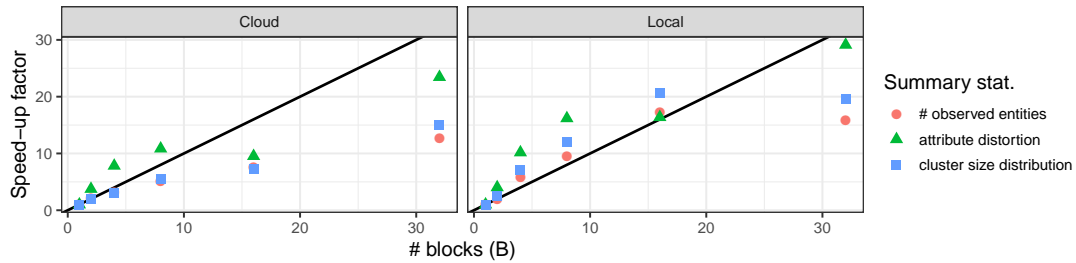 Cloud
Local
Speed−up factor
30
20
10
0
0
10
20
30
0
10
20
30
# blocks (B)
Summary stat.
# observed entities
attribute distortion
cluster size distribution